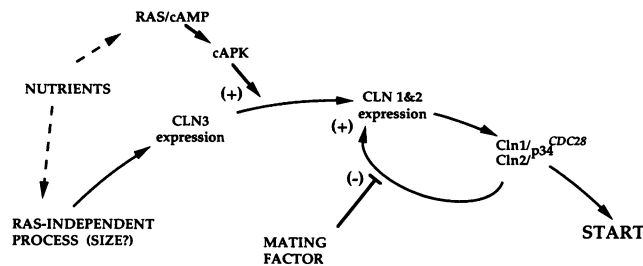 RAS/cAMP
cAPK
NUTRIENTS
(+)
CLN3
expression
CLN 1&2
expression
(+)
Cln1/
Cln2/
p34CDC28
(-)
RAS-INDEPENDENT
PROCESS (SIZE?)
MATING
FACTOR
START